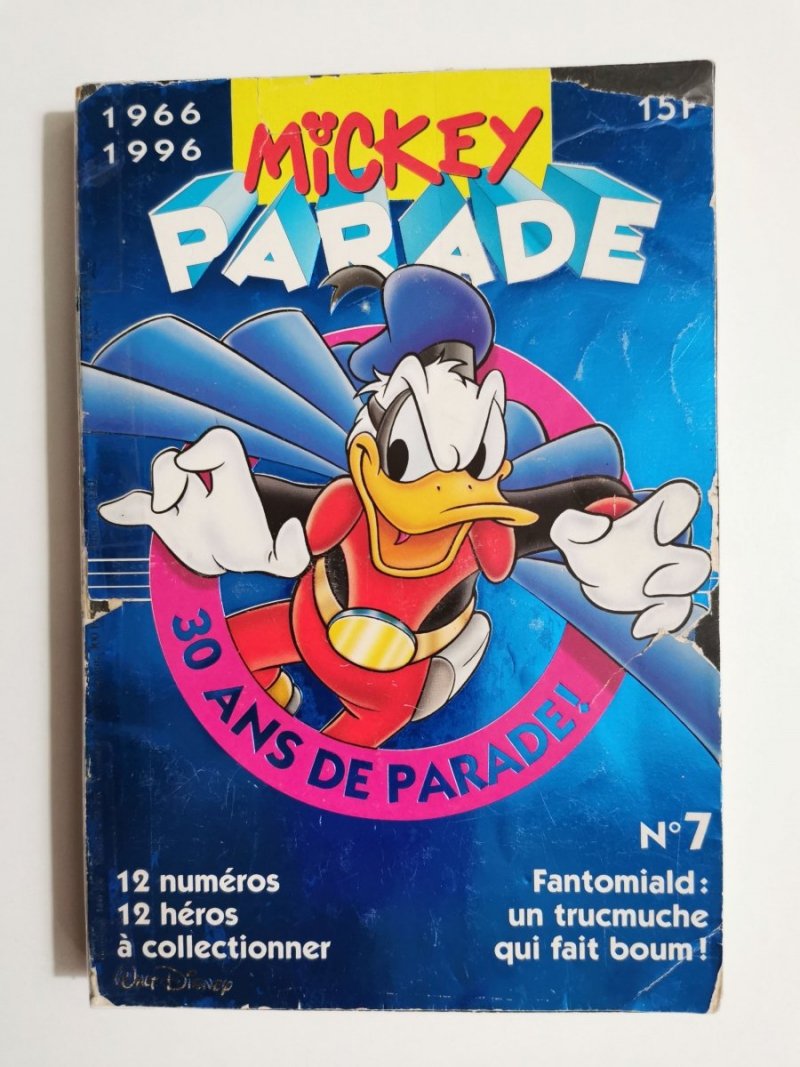 1966
1996
15F
MiCKEY
PARADE
30 ANS DE PARADE!
N° 7
12 numéros
12 héros
à collectionner
Fantomiald :
un trucmuche
qui fait boum !
Walt Disney